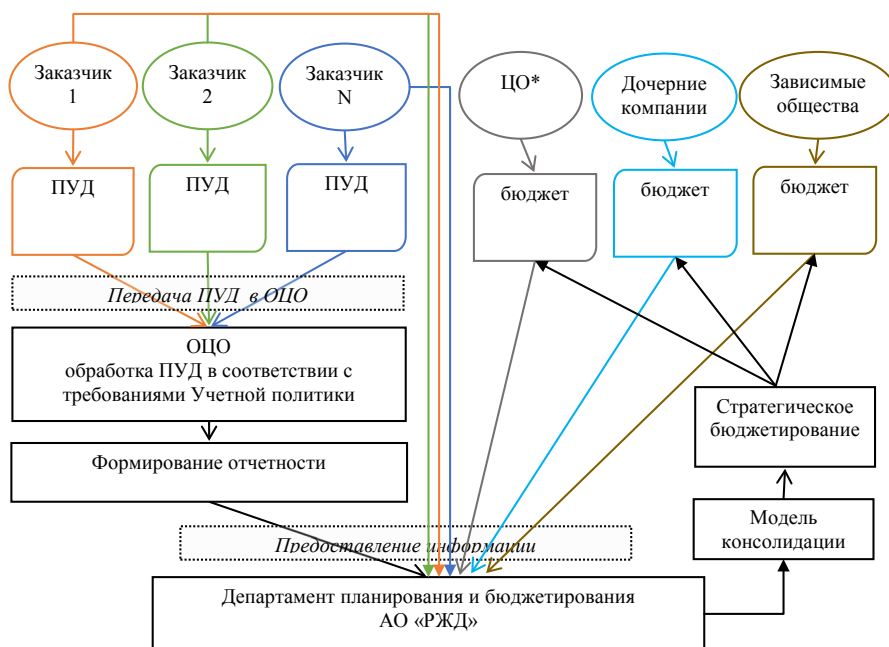 Заказчик
1
Заказчик
2
Заказчик
N
ЦО*
Дочерние
компании
Зависимые
общества
ПУД
ПУД
ПУД
бюджет
бюджет
бюджет
Передача ПУД в ОЦО
ОЦО
обработка ПУД в соответствии с
требованиями Учетной политики
Стратегическое
бюджетирование
Формирование отчетности
Модель
консолидации
Предоставление информации
Департамент планирования и бюджетирования
АО «РЖД»